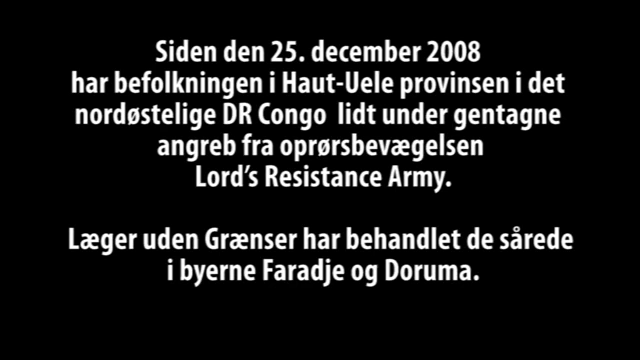 Siden den 25. december 2008
har befolkningen i Haut-Uele provinsen i det
nordøstelige DR Congo lidt under gentagne
angreb fra oprørsbevægelsen
Lord's Resistance Army.
Læger uden Grænser har behandlet de sårede
i byerne Faradje og Doruma.